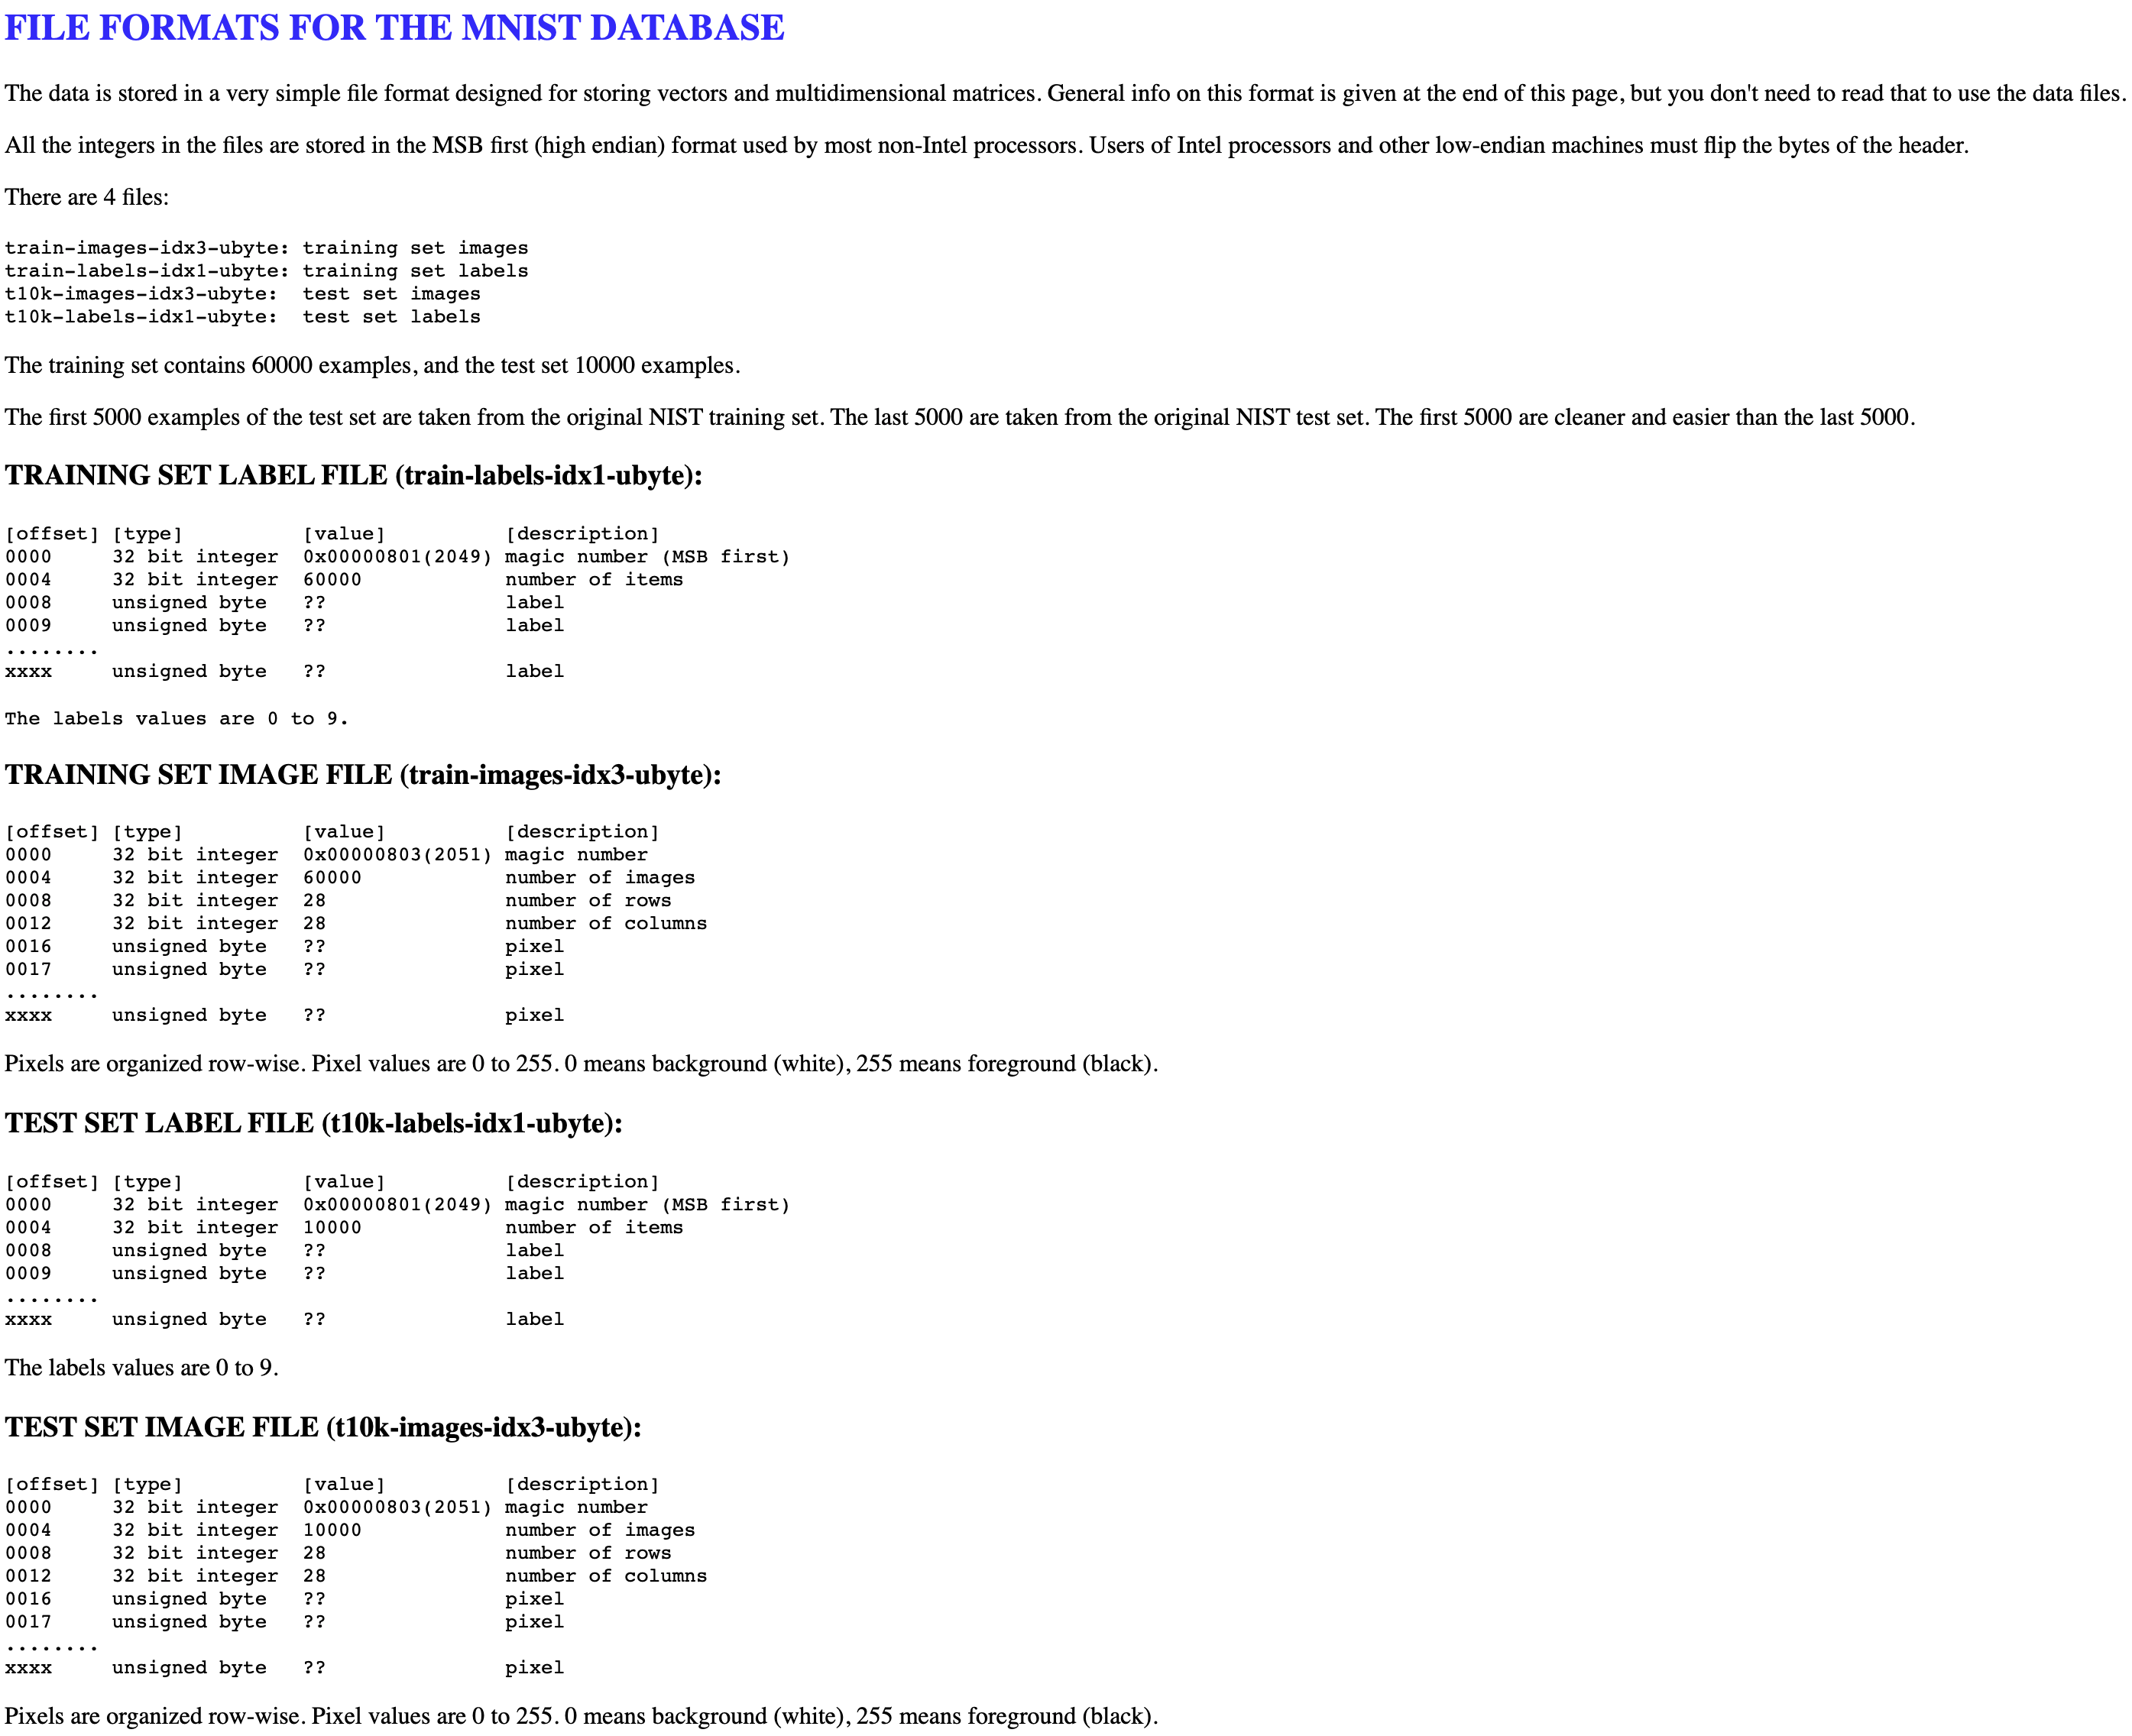 FILE FORMATS FOR THE MNIST DATABASE
The data is stored in a very simple file format designed for storing vectors and multidimensional matrices. General info on this format is given at the end of this page, but you don't need to read that to use the data files.
All the integers in the files are stored in the MSB first (high endian) format used by most non-Intel processors. Users of Intel processors and other low-endian machines must flip the bytes of the header.
There are 4 files:
train-images-idx3-ubyte: training set images
train-labels-idx1-ubyte: training set labels
t10k-images-idx3-ubyte:  test set images
t10k-labels-idx1-ubyte:  test set labels
The training set contains 60000 examples, and the test set 10000 examples.
The first 5000 examples of the test set are taken from the original NIST training set. The last 5000 are taken from the original NIST test set. The first 5000 are cleaner and easier than the last 5000.
TRAINING SET LABEL FILE (train-labels-idx1-ubyte):
[offset] [type]          [value]          [description]
0000     32 bit integer  0x00000801(2049) magic number (MSB first)
0004     32 bit integer  60000            number of items
0008     unsigned byte   ??               label
0009     unsigned byte   ??               label
........
xxxx     unsigned byte   ??               label
The labels values are 0 to 9.
TRAINING SET IMAGE FILE (train-images-idx3-ubyte):
[offset] [type]          [value]          [description]
0000     32 bit integer  0x00000803(2051) magic number
0004     32 bit integer  60000            number of images
0008     32 bit integer  28               number of rows
0012     32 bit integer  28               number of columns
0016     unsigned byte   ??               pixel
0017     unsigned byte   ??               pixel
........
xxxx     unsigned byte   ??               pixel
Pixels are organized row-wise. Pixel values are 0 to 255. 0 means background (white), 255 means foreground (black).
TEST SET LABEL FILE (t10k-labels-idx1-ubyte):
[offset] [type]          [value]          [description]
0000     32 bit integer  0x00000801(2049) magic number (MSB first)
0004     32 bit integer  10000            number of items
0008     unsigned byte   ??               label
0009     unsigned byte   ??               label
........
xxxx     unsigned byte   ??               label
The labels values are 0 to 9.
TEST SET IMAGE FILE (t10k-images-idx3-ubyte):
[offset] [type]          [value]          [description]
0000     32 bit integer  0x00000803(2051) magic number
0004     32 bit integer  10000            number of images
0008     32 bit integer  28               number of rows
0012     32 bit integer  28               number of columns
0016     unsigned byte   ??               pixel
0017     unsigned byte   ??               pixel
........
xxxx     unsigned byte   ??               pixel
Pixels are organized row-wise. Pixel values are 0 to 255. 0 means background (white), 255 means foreground (black).